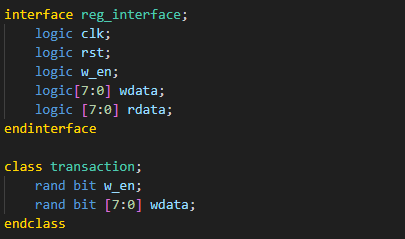 interface reg_interface;
    logic clk;
    logic rst;
    logic w_en;
    logic[7:0] wdata;
    logic [7:0] rdata;
endinterface

class transaction;
    rand bit w_en;
    rand bit [7:0] wdata;
endclass